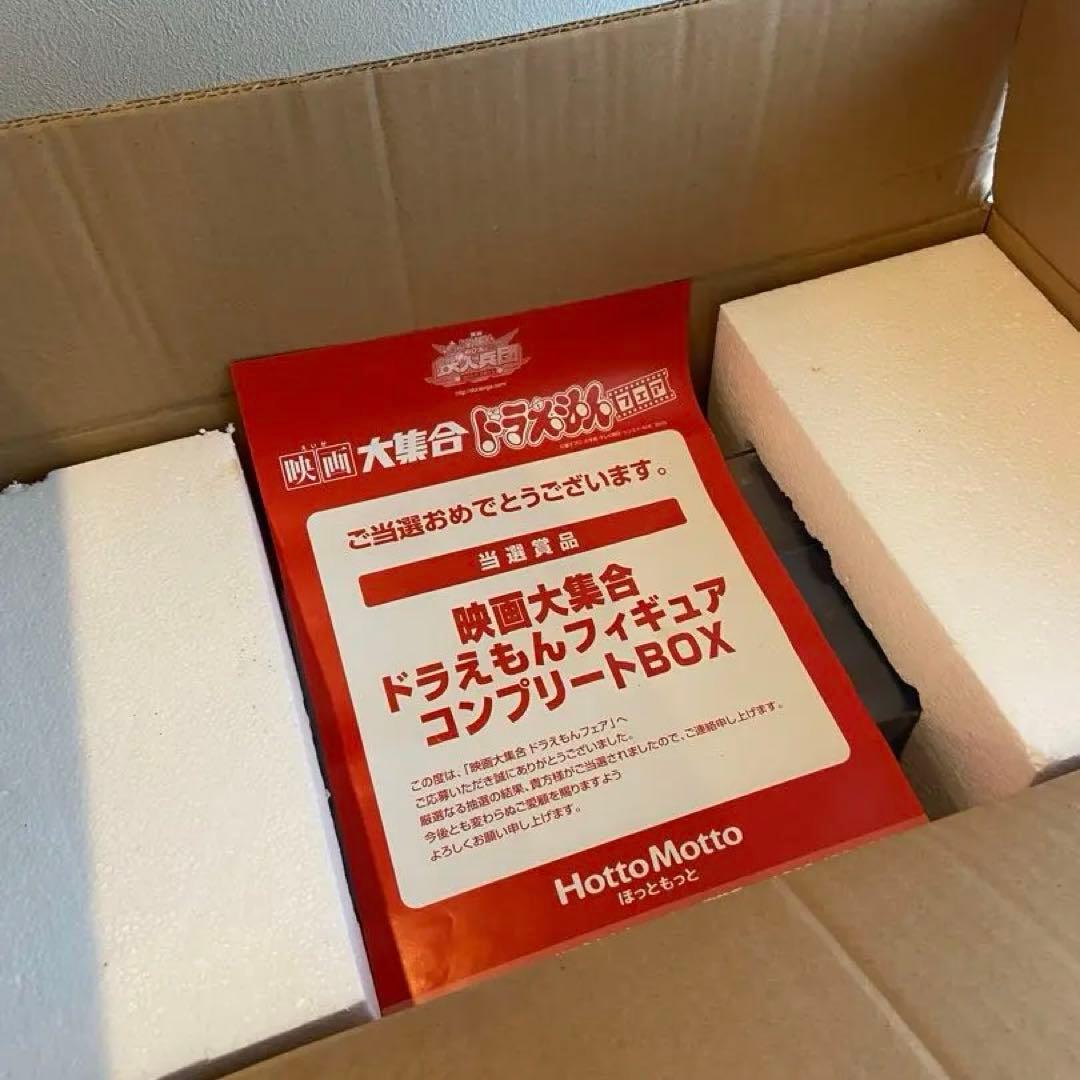 鉄人兵団
映画大集合ドラえもんフェア
えいが
ご当選おめでとうございます。
当選賞品
映画大集合
ドラえもんフィギュア
コンプリートBOX
この度は、「映画大集合 ドラえもんフェア」へ
ご応募いただき誠にありがとうございました。
厳選なる抽選の結果、貴方様がご当選されましたので、ご連絡申し上げます。
今後とも変わらぬご愛顧を賜りますよう
よろしくお願い申し上げます。
HottoMotto
ほっともっと